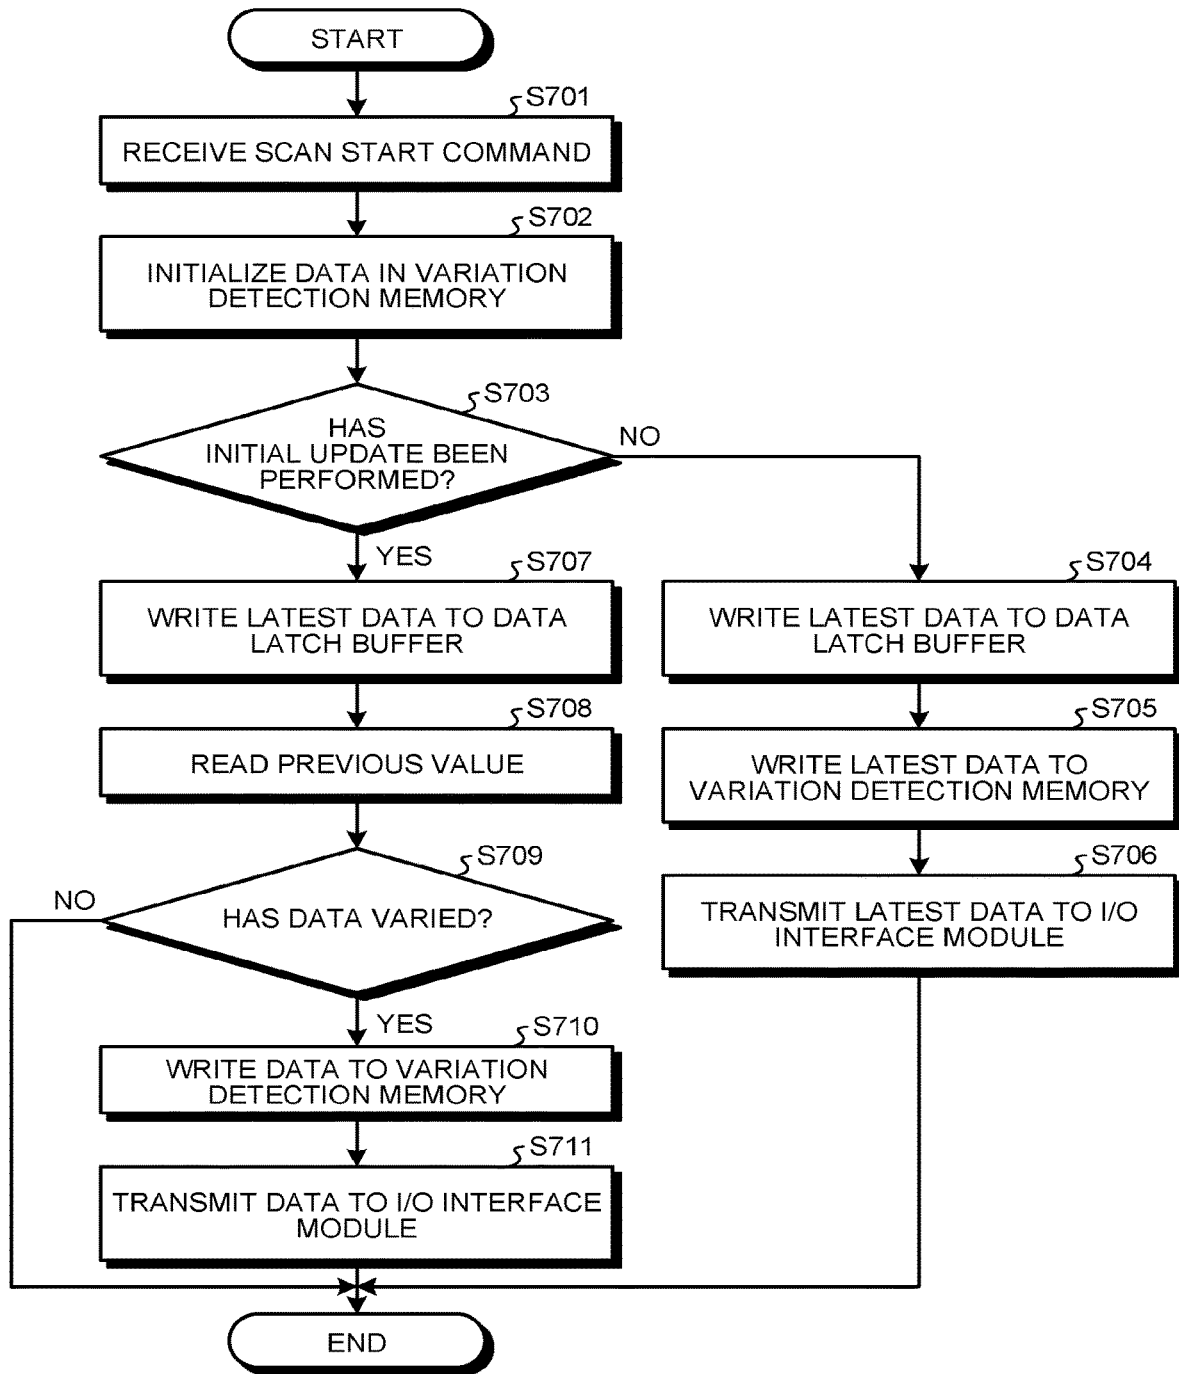 START
S701
RECEIVE SCAN START COMMAND
S702
INITIALIZE DATA IN VARIATION
DETECTION MEMORY
S703
HAS
INITIAL UPDATE BEEN
PERFORMED?
NO
YES
S707
WRITE LATEST DATA TO DATA
LATCH BUFFER
S704
WRITE LATEST DATA TO DATA
LATCH BUFFER
S708
READ PREVIOUS VALUE
S705
WRITE LATEST DATA TO
VARIATION DETECTION MEMORY
S709
NO
HAS DATA VARIED?
S706
TRANSMIT LATEST DATA TO I/O
INTERFACE MODULE
YES
S710
WRITE DATA TO VARIATION
DETECTION MEMORY
S711
TRANSMIT DATA TO I/O INTERFACE
MODULE
END